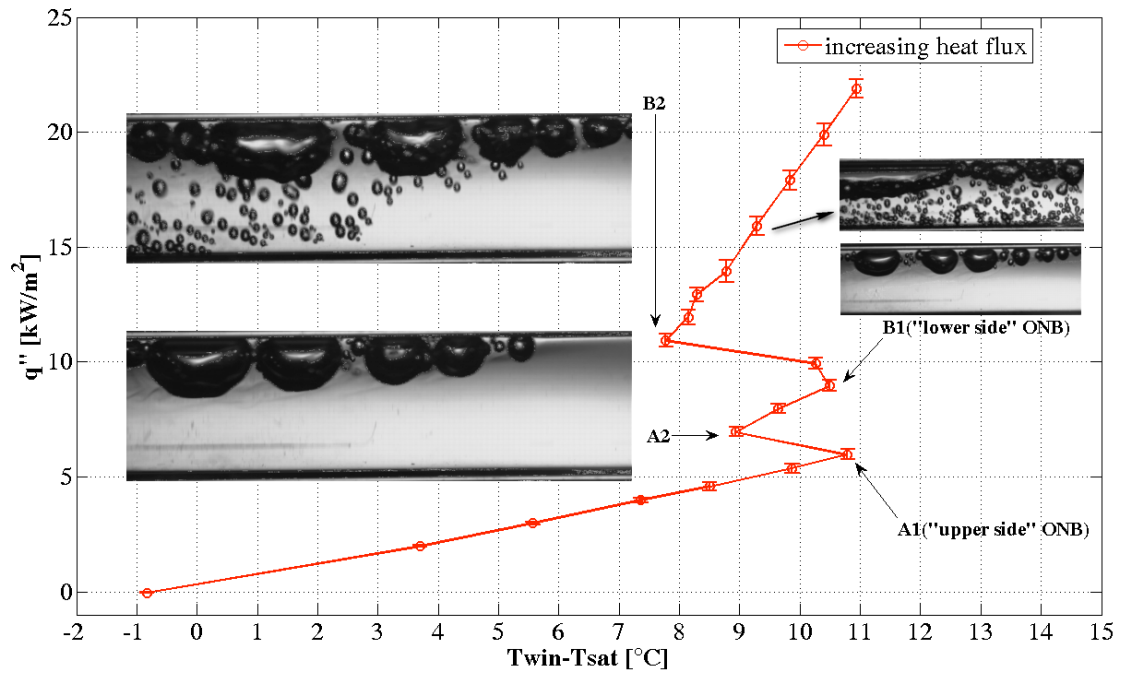 25
20
15
10
5
0
q'' [kW/m²]
increasing heat flux
B2
B1("lower side" ONB)
A2
A1("upper side" ONB)
-2 -1 0 1 2 3 4 5 6 7 8 9 10 11 12 13 14 15
Twin-Tsat [°C]